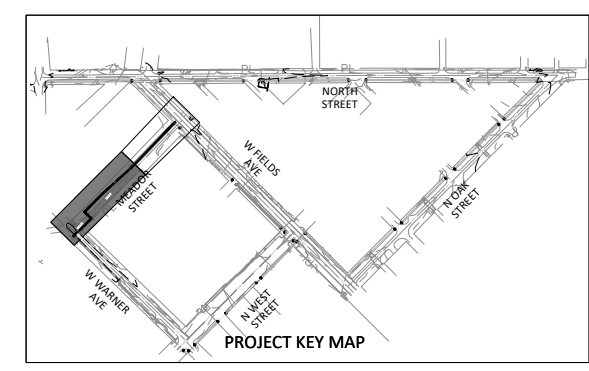 NORTH
STREET
W FIELDS
AVE
MEADOR
STREET
N OAK
STREET
W WARNER
AVE
N WEST
STREET
PROJECT KEY MAP